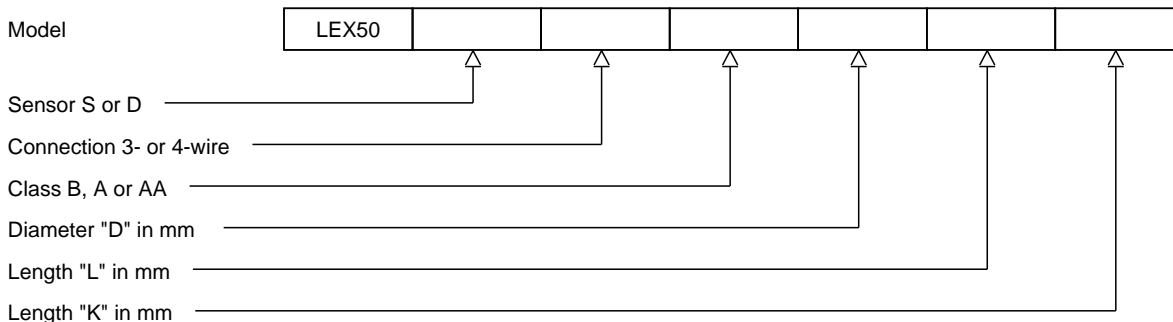 Model LEX50
Sensor S or D
Connection 3- or 4-wire
Class B, A or AA
Diameter "D" in mm
Length "L" in mm
Length "K" in mm